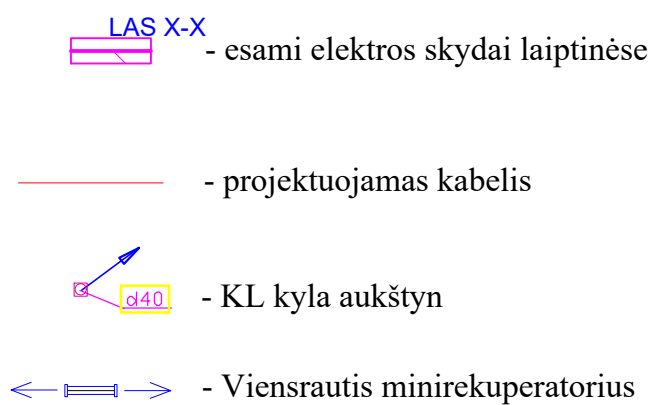 LAS X-X
- esami elektros skydai laiptinėse
- projektuojamas kabelis
d40 - KL kyla aukštyn
- Viensrautis minirekuperatorius